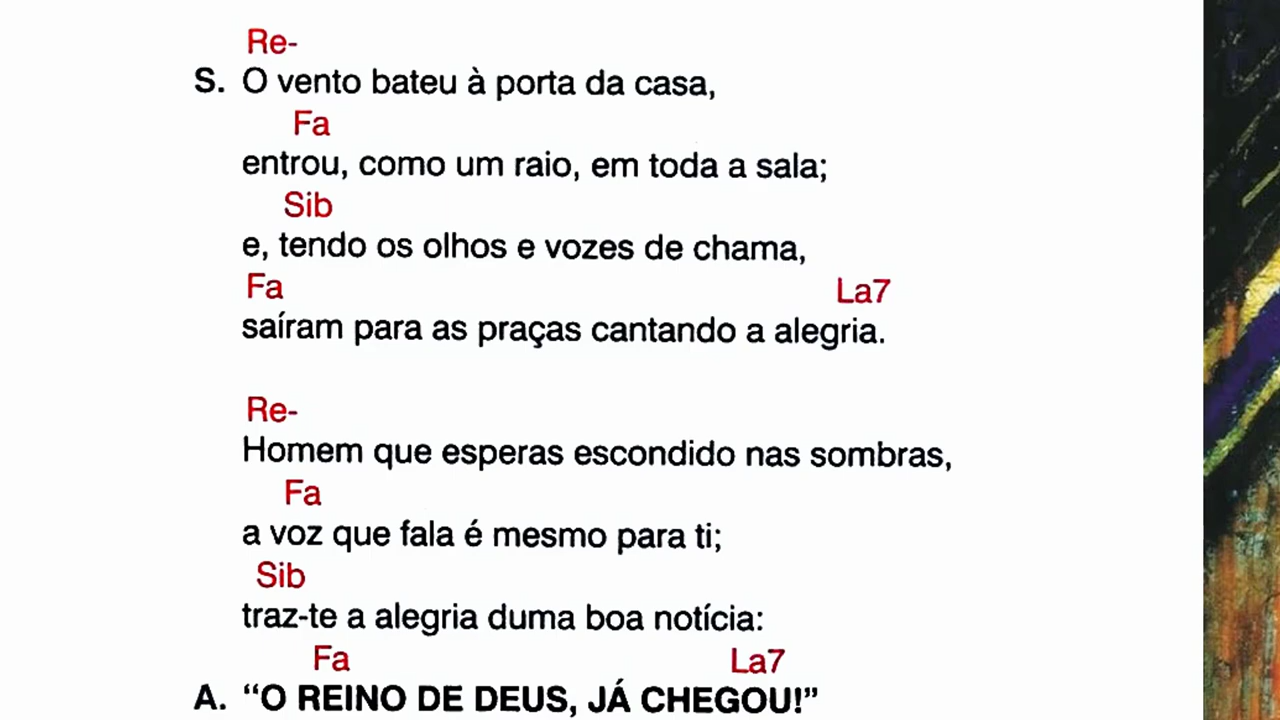 Re-
S. O vento bateu à porta da casa,
Fa
entrou, como um raio, em toda a sala;
Sib
e, tendo os olhos e vozes de chama,
Fa La7
saíram para as praças cantando a alegria.
Re-
Homem que esperas escondido nas sombras,
Fa
a voz que fala é mesmo para ti;
Sib
traz-te a alegria duma boa notícia:
Fa La7
A. “O REINO DE DEUS, JÁ CHEGOU!”